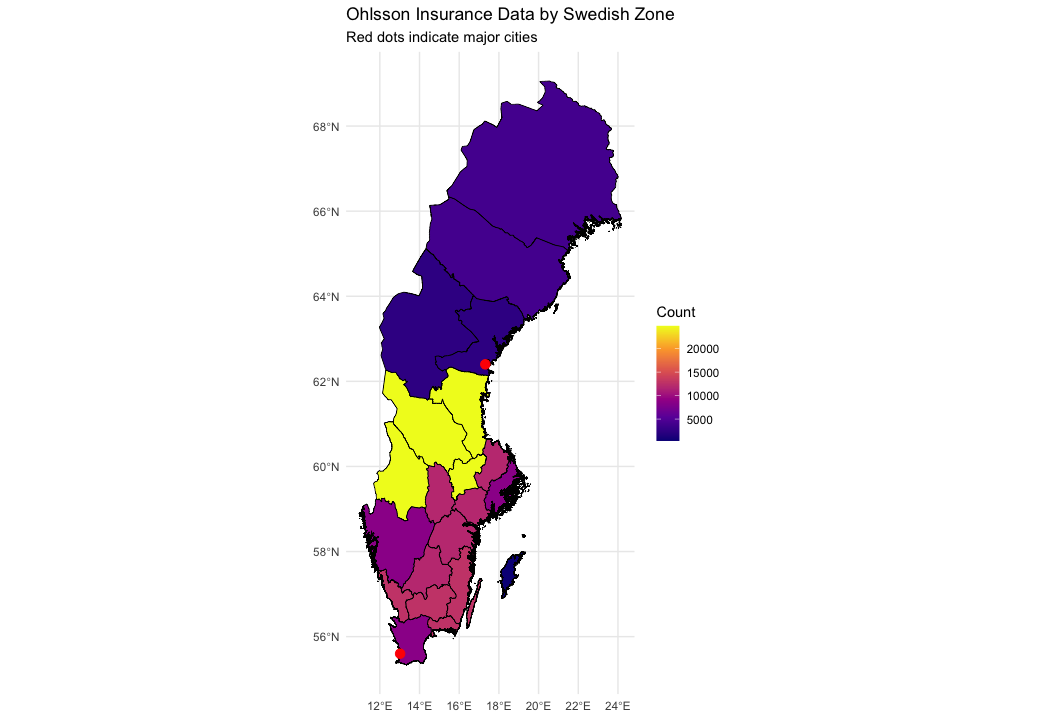 Ohlsson Insurance Data by Swedish Zone
Red dots indicate major cities
68°N
66°N
64°N
62°N
60°N
58°N
56°N
12°E 14°E 16°E 18°E 20°E 22°E 24°E
Count
20000
15000
10000
5000